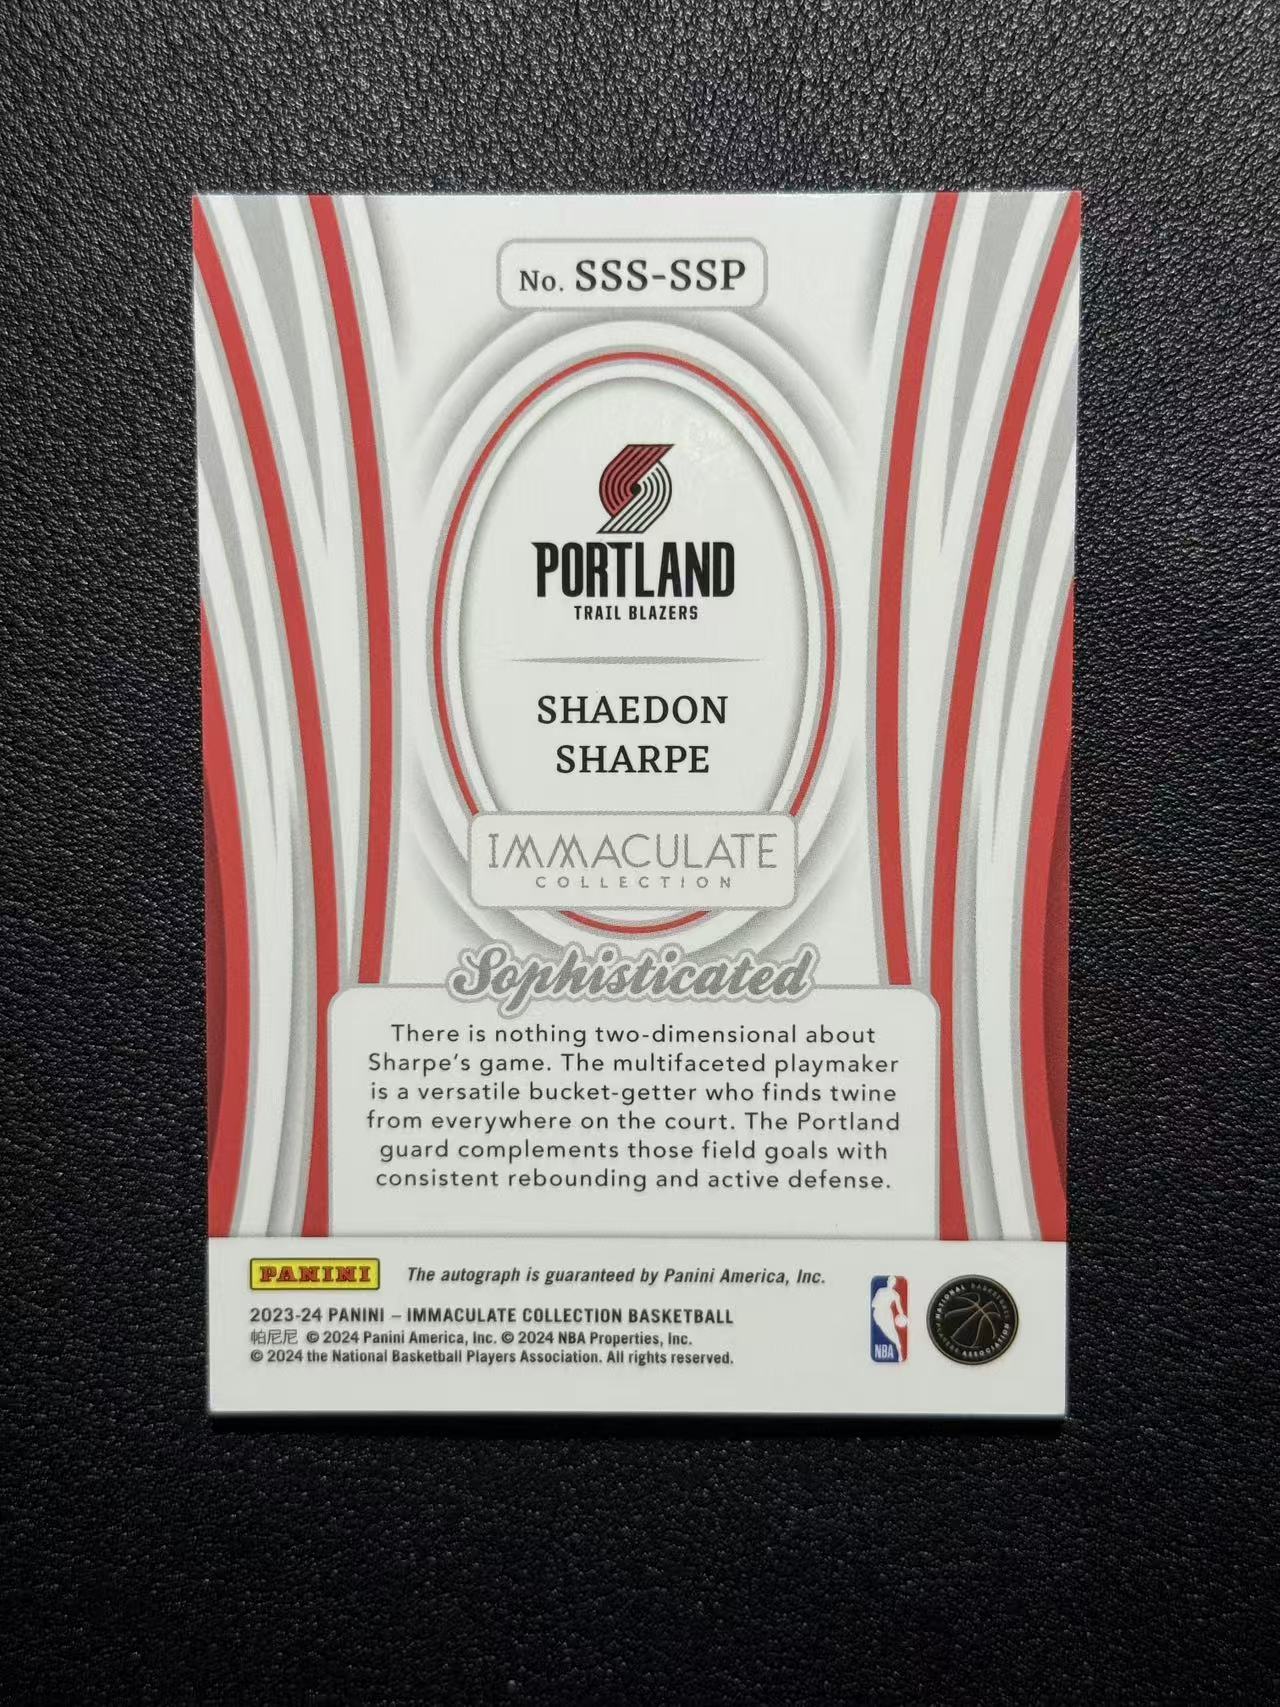 No. SSS-SSP
PORTLAND
TRAIL BLAZERS
SHAEDON
SHARPE
IMMACULATE
COLLECTION
Sophisticated
There is nothing two-dimensional about
Sharpe's game. The multifaceted playmaker
is a versatile bucket-getter who finds twine
from everywhere on the court. The Portland
guard complements those field goals with
consistent rebounding and active defense.
PANINI
The autograph is guaranteed by Panini America, Inc.
2023-24 PANINI – IMMACULATE COLLECTION BASKETBALL
帕尼尼 © 2024 Panini America, Inc. © 2024 NBA Properties, Inc.
© 2024 the National Basketball Players Association. All rights reserved.
NBA
NATIONAL BASKETBALL PLAYERS ASSOCIATION